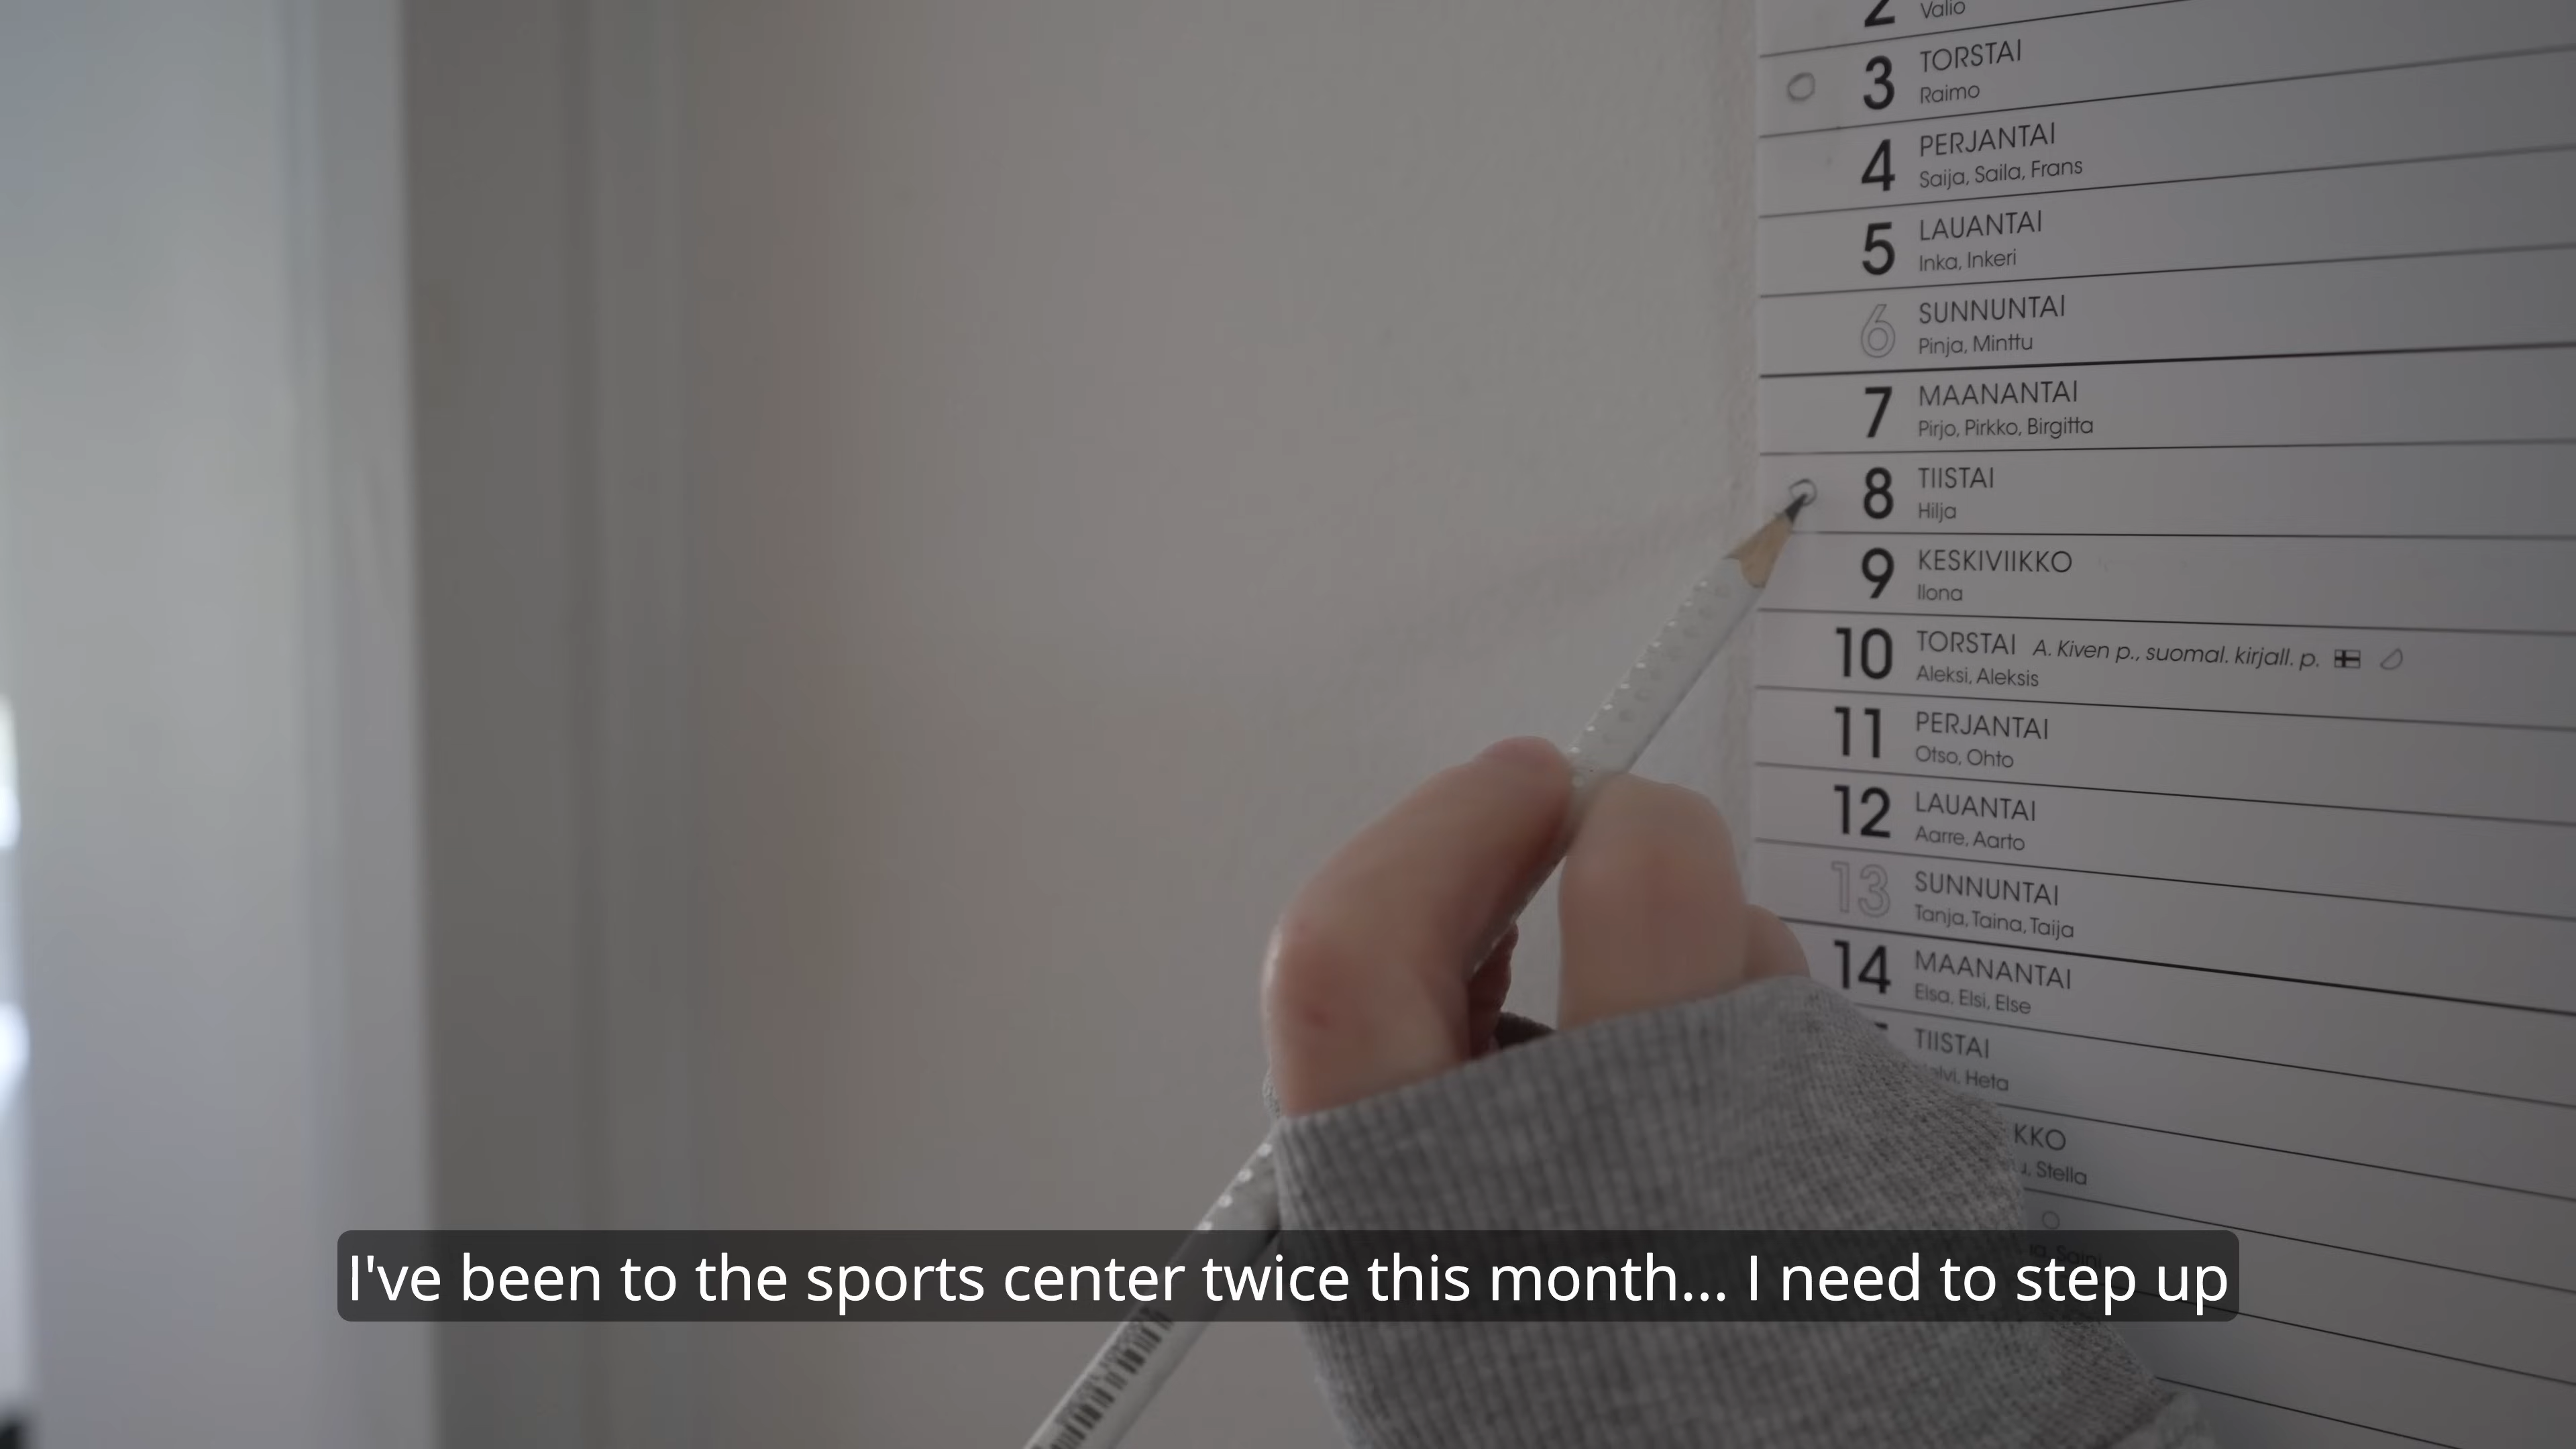 2
Valio
3 TORSTAI
Raimo
4 PERJANTAI
Saija, Saila, Frans
5 LAUANTAI
Inka, Inkeri
6 SUNNUNTAI
Pinja, Minttu
7 MAANANTAI
Pirjo, Pirkko, Birgitta
8 TIISTAI
Hilja
9 KESKIVIIKKO
Ilona
10 TORSTAI A. Kiven p., suomal. kirjall. p.
Aleksi, Aleksis
11 PERJANTAI
Otso, Ohto
12 LAUANTAI
Aarre, Aarto
13 SUNNUNTAI
Tanja, Taina, Taija
14 MAANANTAI
Elsa, Elsi, Else
TIISTAI
Heta
KKO
Stella
I've been to the sports center twice this month... I need to step up